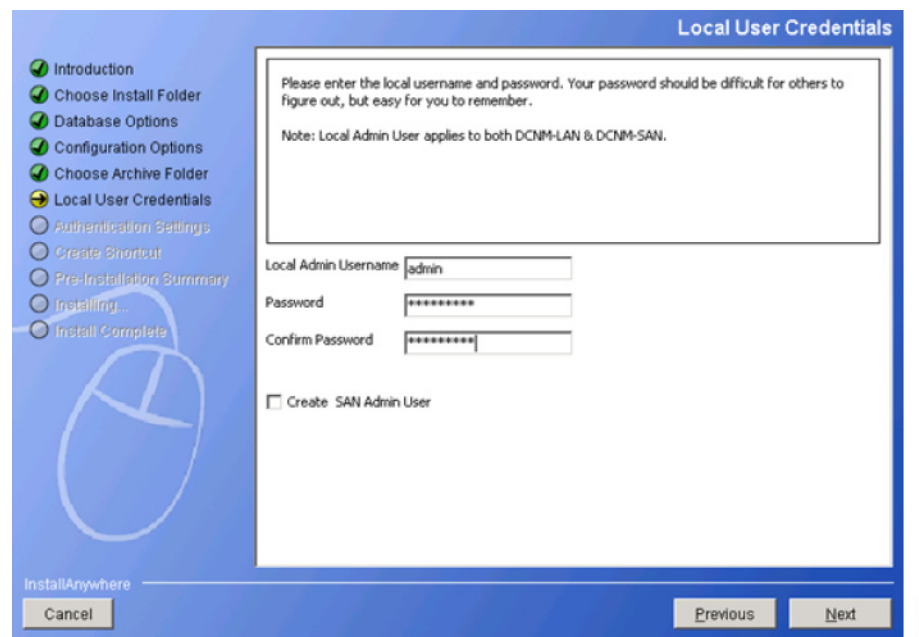 Local User Credentials
Introduction
Choose Install Folder
Database Options
Configuration Options
Choose Archive Folder
Local User Credentials
Authentication Settings
Create Shortcut
Pre-Installation Summary
Installing...
Install Complete
Please enter the local username and password. Your password should be difficult for others to
figure out, but easy for you to remember.
Note: Local Admin User applies to both DCNM-LAN & DCNM-SAN.
Local Admin Username admin
Password *********
Confirm Password *********
Create SAN Admin User
InstallAnywhere
Cancel
Previous
Next